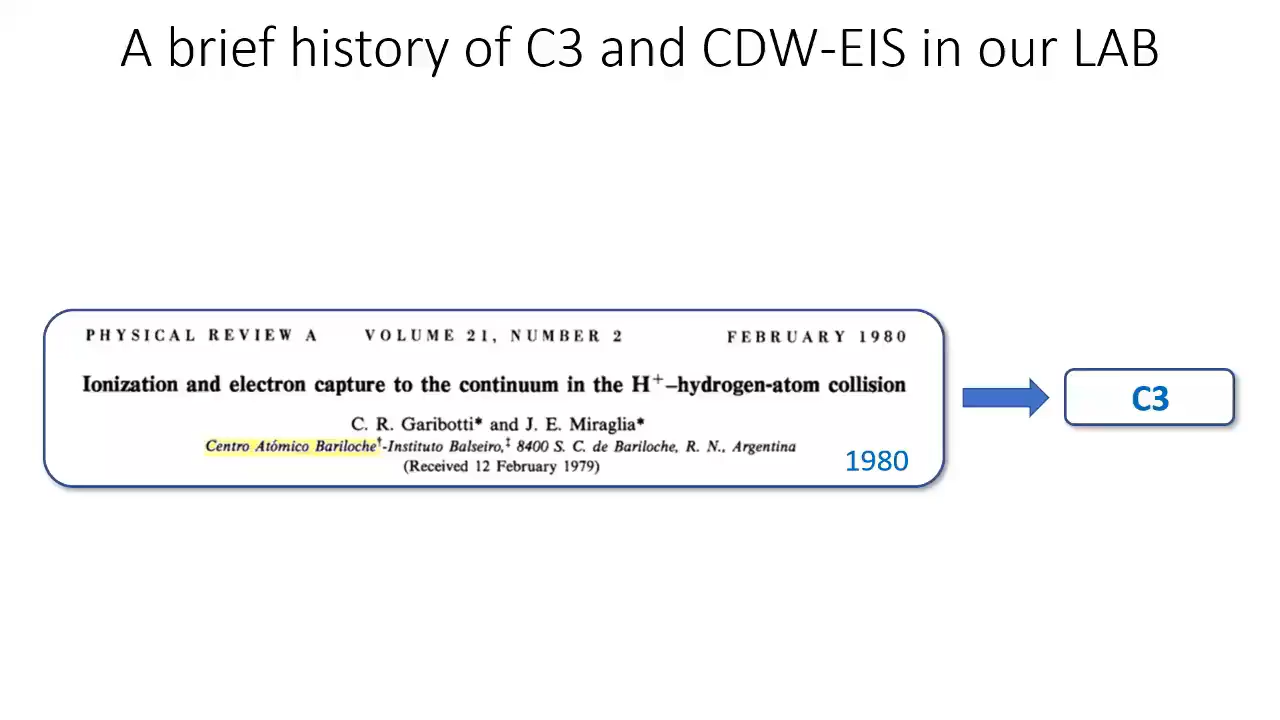 A brief history of C3 and CDW-EIS in our LAB
PHYSICAL REVIEW A VOLUME 21, NUMBER 2 FEBRUARY 1980
Ionization and electron capture to the continuum in the H⁺–hydrogen-atom collision
C. R. Garibotti* and J. E. Miraglia*
Centro Atómico Bariloche†-Instituto Balseiro,‡ 8400 S. C. de Bariloche, R. N., Argentina
(Received 12 February 1979)
1980
C3